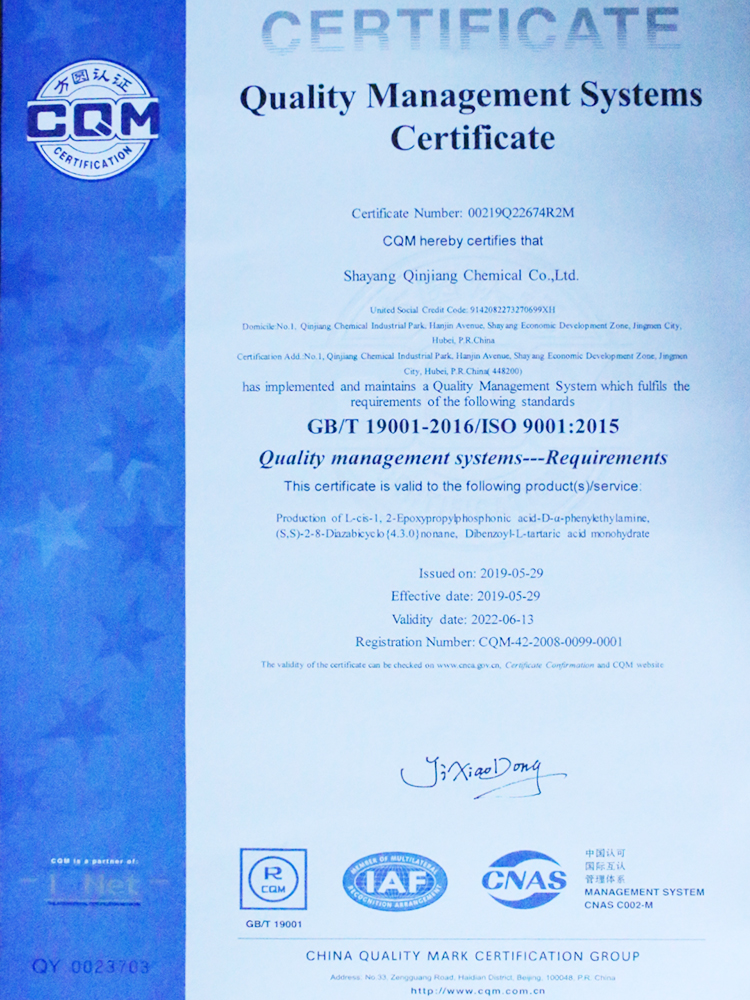 CERTIFICATE
方圆认证
CQM
CERTIFICATION
Quality Management Systems
Certificate
Certificate Number: 00219Q22674R2M
CQM hereby certifies that
Shayang Qinjiang Chemical Co.,Ltd.
United Social Credit Code: 9142082273270699XH
Domicile:No.1, Qinjiang Chemical Industrial Park, Hanjin Avenue, Shayang Economic Development Zone, Jingmen City,
Hubei, P.R.China
Certification Add.:No.1, Qinjiang Chemical Industrial Park, Hanjin Avenue, Shayang Economic Development Zone, Jingmen
City, Hubei, P.R.China( 448200)
has implemented and maintains a Quality Management System which fulfils the
requirements of the following standards
GB/T 19001-2016/ISO 9001:2015
Quality management systems---Requirements
This certificate is valid to the following product(s)/service:
Production of L-cis-1, 2-Epoxypropylphosphonic acid-D-α-phenylethylamine,
(S,S)-2-8-Diazabicyclo{4.3.0}nonane, Dibenzoyl-L-tartaric acid monohydrate
Issued on: 2019-05-29
Effective date: 2019-05-29
Validity date: 2022-06-13
Registration Number: CQM-42-2008-0099-0001
The validity of the certificate can be checked on www.cnca.gov.cn, Certificate Confirmation and CQM website
Ji XiaoDong
CQM is a partner of:
Net
QY 0023703
R
CQM
GB/T 19001
MEMBER OF MULTILATERAL
IAF
RECOGNITION ARRANGEMENT
CNAS
中国认可
国际互认
管理体系
MANAGEMENT SYSTEM
CNAS C002-M
CHINA QUALITY MARK CERTIFICATION GROUP
Address: No.33, Zengguang Road, Haidian District, Beijing, 100048, P.R. China
http://www.cqm.com.cn